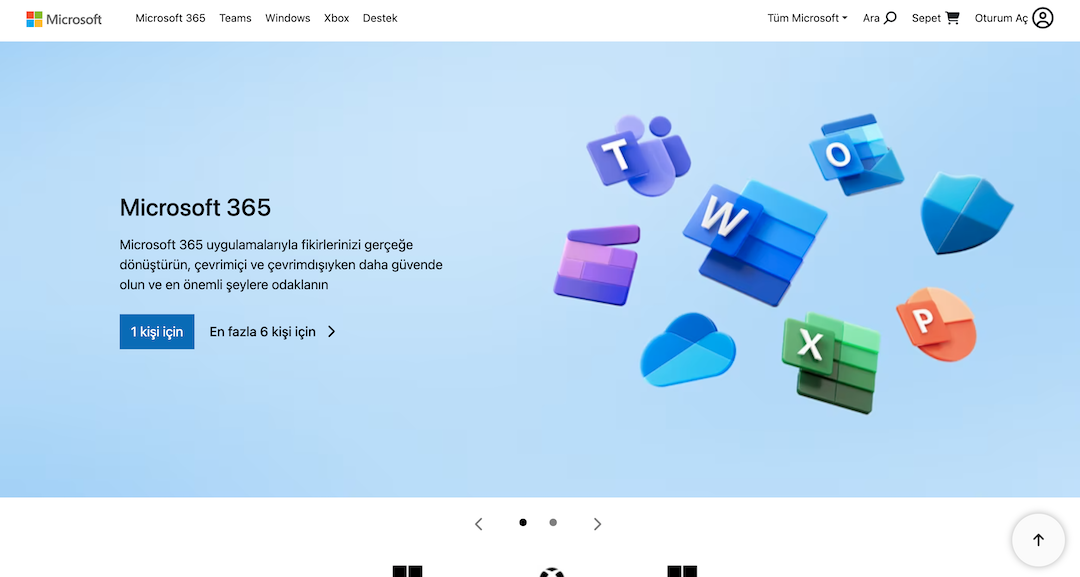 Microsoft
Microsoft 365 Teams Windows Xbox Destek
Tüm Microsoft Ara Sepet Oturum Aç
T
O
W
X
P
Microsoft 365
Microsoft 365 uygulamalarıyla fikirlerinizi gerçeğe
dönüştürün, çevrimiçi ve çevrimdışıyken daha güvende
olun ve en önemli şeylere odaklanın
1 kişi için
En fazla 6 kişi için